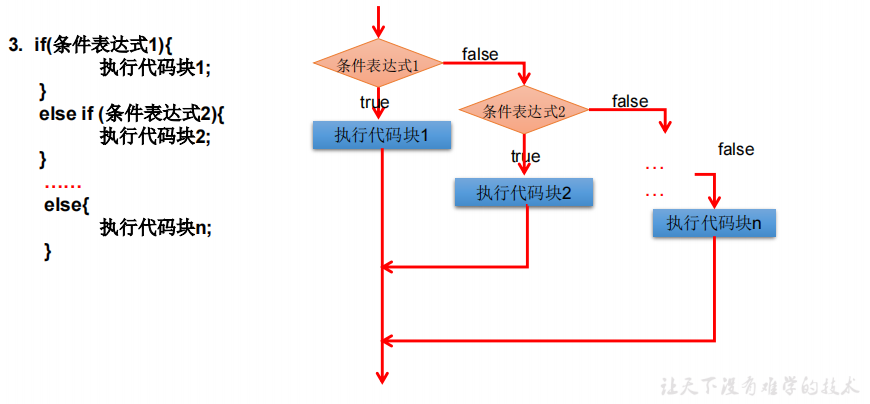 3. if(条件表达式1){
执行代码块1;
}
else if (条件表达式2){
执行代码块2;
}
……
else{
执行代码块n;
}
条件表达式1
false
true
条件表达式2
false
执行代码块1
true
false
…
…
执行代码块2
执行代码块n
让天下没有难学的技术